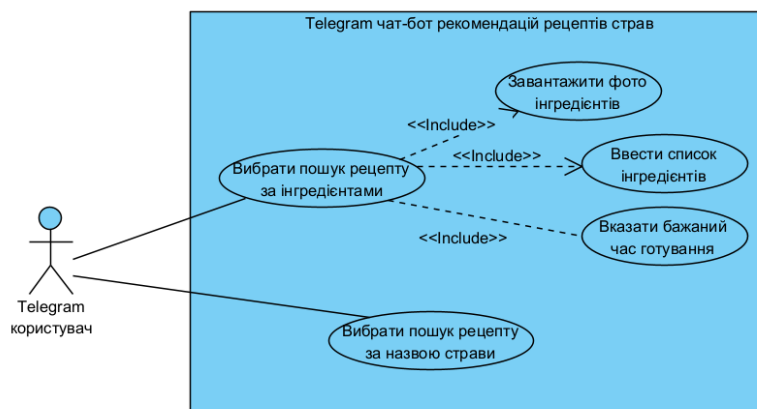 Telegram чат-бот рекомендацій рецептів страв
Завантажити фото
інгредієнтів
<<Include>>
Вибрати пошук рецепту
за інгредієнтами
<<Include>>
Ввести список
інгредієнтів
<<Include>>
Вказати бажаний
час готування
Telegram
користувач
Вибрати пошук рецепту
за назвою страви